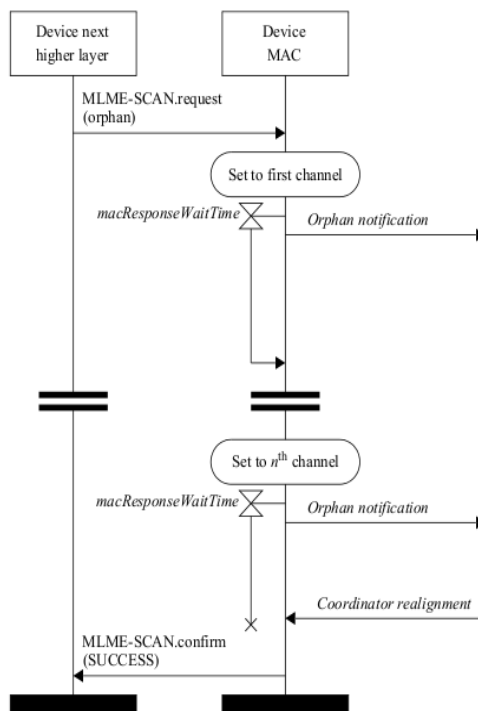 Device next
higher layer
Device
MAC
MLME-SCAN.request
(orphan)
Set to first channel
macResponseWaitTime
Orphan notification
Set to nth channel
macResponseWaitTime
Orphan notification
Coordinator realignment
MLME-SCAN.confirm
(SUCCESS)